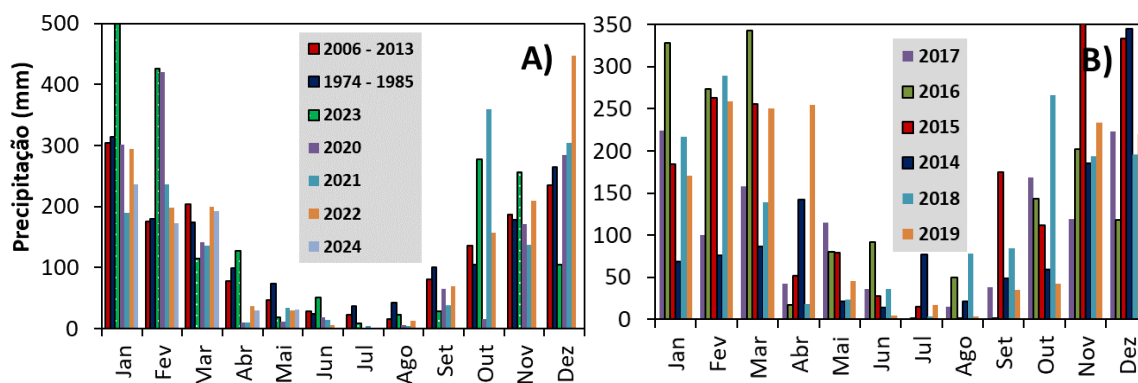 Precipitação (mm)
500
400
300
200
100
0
A)
2006 - 2013
1974 - 1985
2023
2020
2021
2022
2024
Jan
Fev
Mar
Abr
Mai
Jun
Jul
Ago
Set
Out
Nov
Dez
350
300
250
200
150
100
50
0
B)
2017
2016
2015
2014
2018
2019
Jan
Fev
Mar
Abr
Mai
Jun
Jul
Ago
Set
Out
Nov
Dez